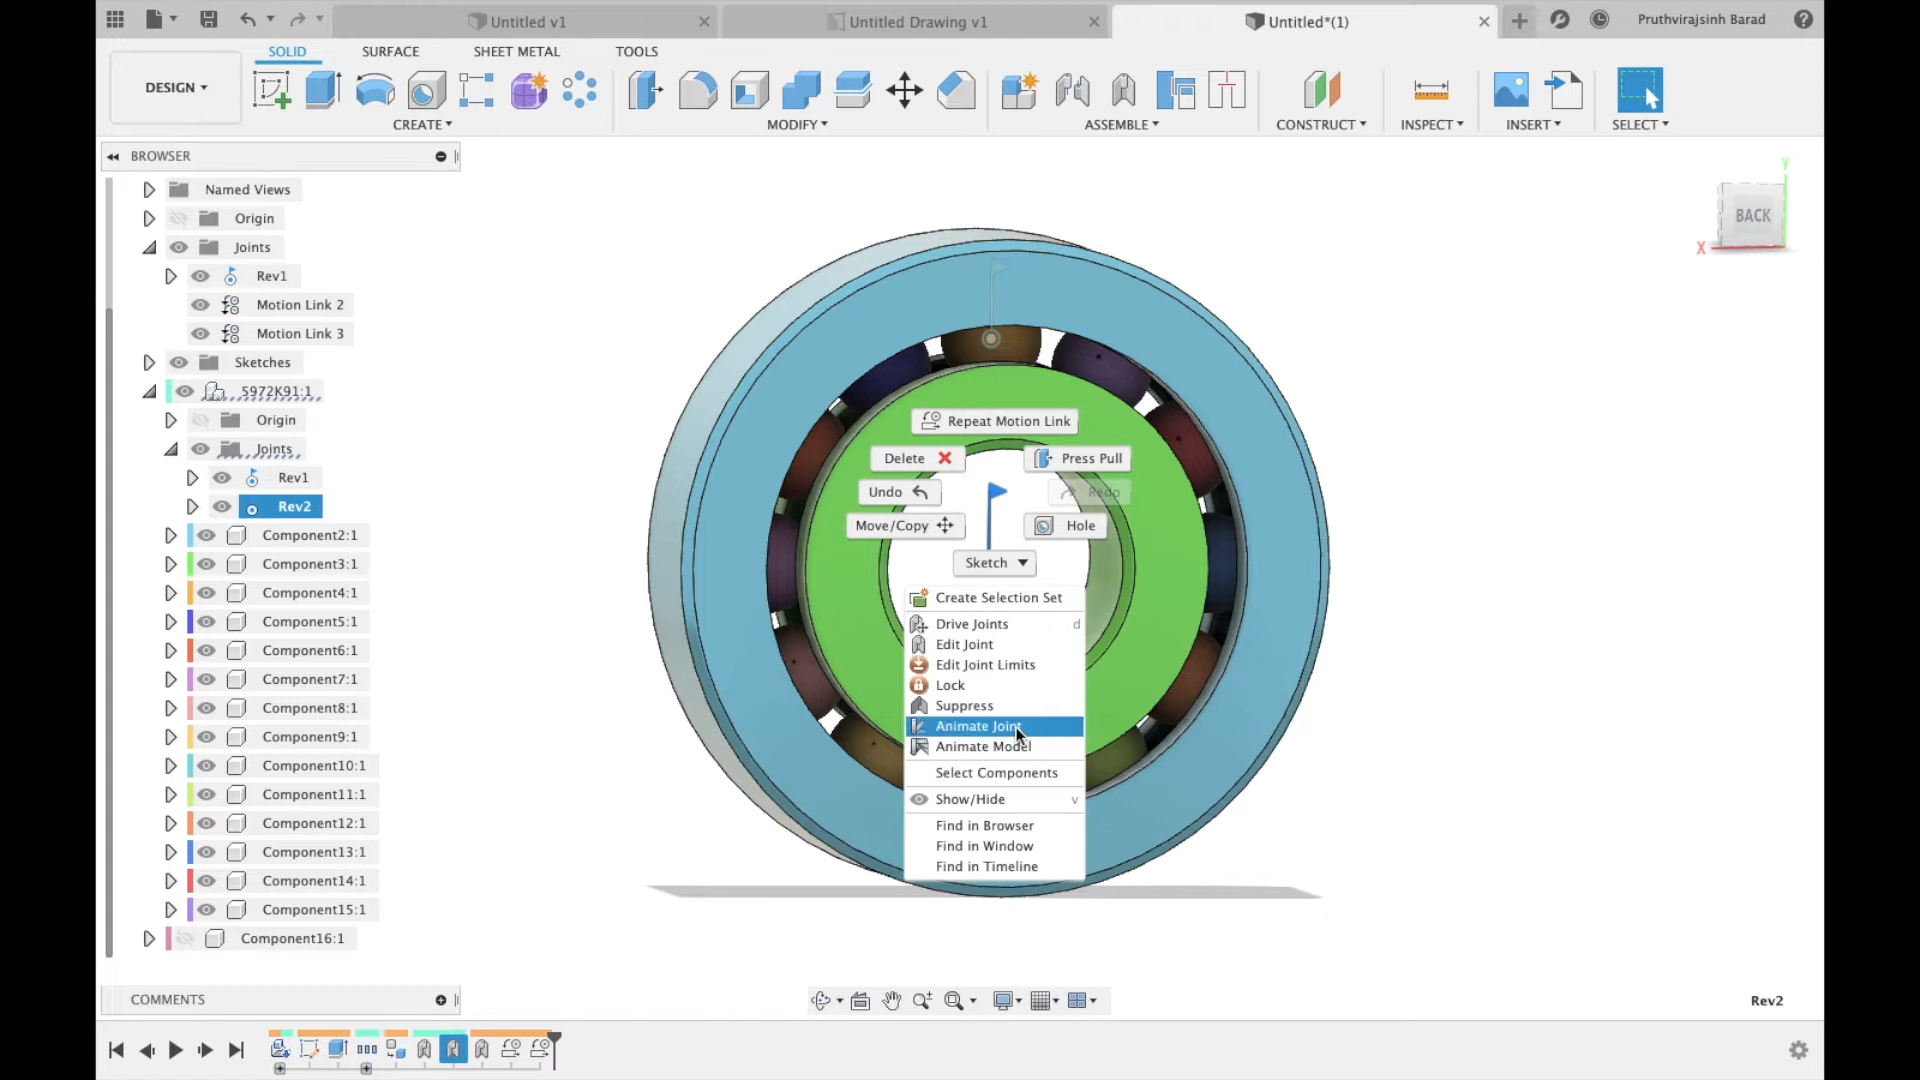 Untitled v1
Untitled Drawing v1
Untitled*(1)
Pruthvirajsinh Barad
DESIGN
SOLID
SURFACE
SHEET METAL
TOOLS
CREATE
MODIFY
ASSEMBLE
CONSTRUCT
INSPECT
INSERT
SELECT
BROWSER
Named Views
Origin
Joints
Rev1
Motion Link 2
Motion Link 3
Sketches
5972K91:1
Origin
Joints
Rev1
Rev2
Component2:1
Component3:1
Component4:1
Component5:1
Component6:1
Component7:1
Component8:1
Component9:1
Component10:1
Component11:1
Component12:1
Component13:1
Component14:1
Component15:1
Component16:1
COMMENTS
Y
BACK
X
Repeat Motion Link
Delete
Press Pull
Undo
Redo
Move/Copy
Hole
Sketch
Create Selection Set
Drive Joints d
Edit Joint
Edit Joint Limits
Lock
Suppress
Animate Joint
Animate Model
Select Components
Show/Hide v
Find in Browser
Find in Window
Find in Timeline
Rev2